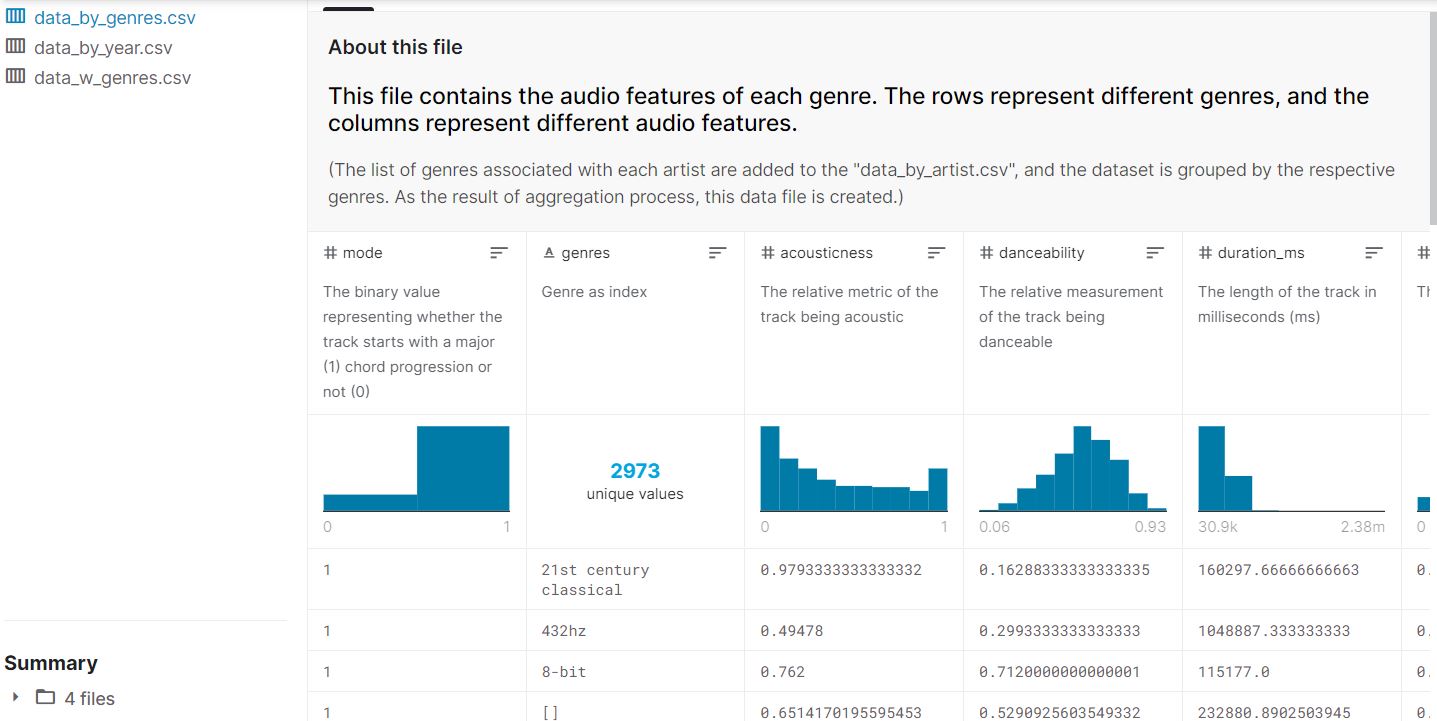 data_by_genres.csv
data_by_year.csv
data_w_genres.csv
Summary
4 files
About this file
This file contains the audio features of each genre. The rows represent different genres, and the
columns represent different audio features.
(The list of genres associated with each artist are added to the "data_by_artist.csv", and the dataset is grouped by the respective
genres. As the result of aggregation process, this data file is created.)
# mode
A genres
# acousticness
# danceability
# duration_ms
#
The binary value
representing whether the
track starts with a major
(1) chord progression or
not (0)
Genre as index
The relative metric of the
track being acoustic
The relative measurement
of the track being
danceable
The length of the track in
milliseconds (ms)
0 1
2973
unique values
0 1
0.06 0.93
30.9k 2.38m
0
1
21st century
classical
0.9793333333333332
0.16288333333333335
160297.66666666663
0.
1
432hz
0.49478
0.2993333333333333
1048887.333333333
0.
1
8-bit
0.762
0.7120000000000001
115177.0
0.
1
[]
0.6514170195595453
0.5290925603549332
232880.8902503945
0.